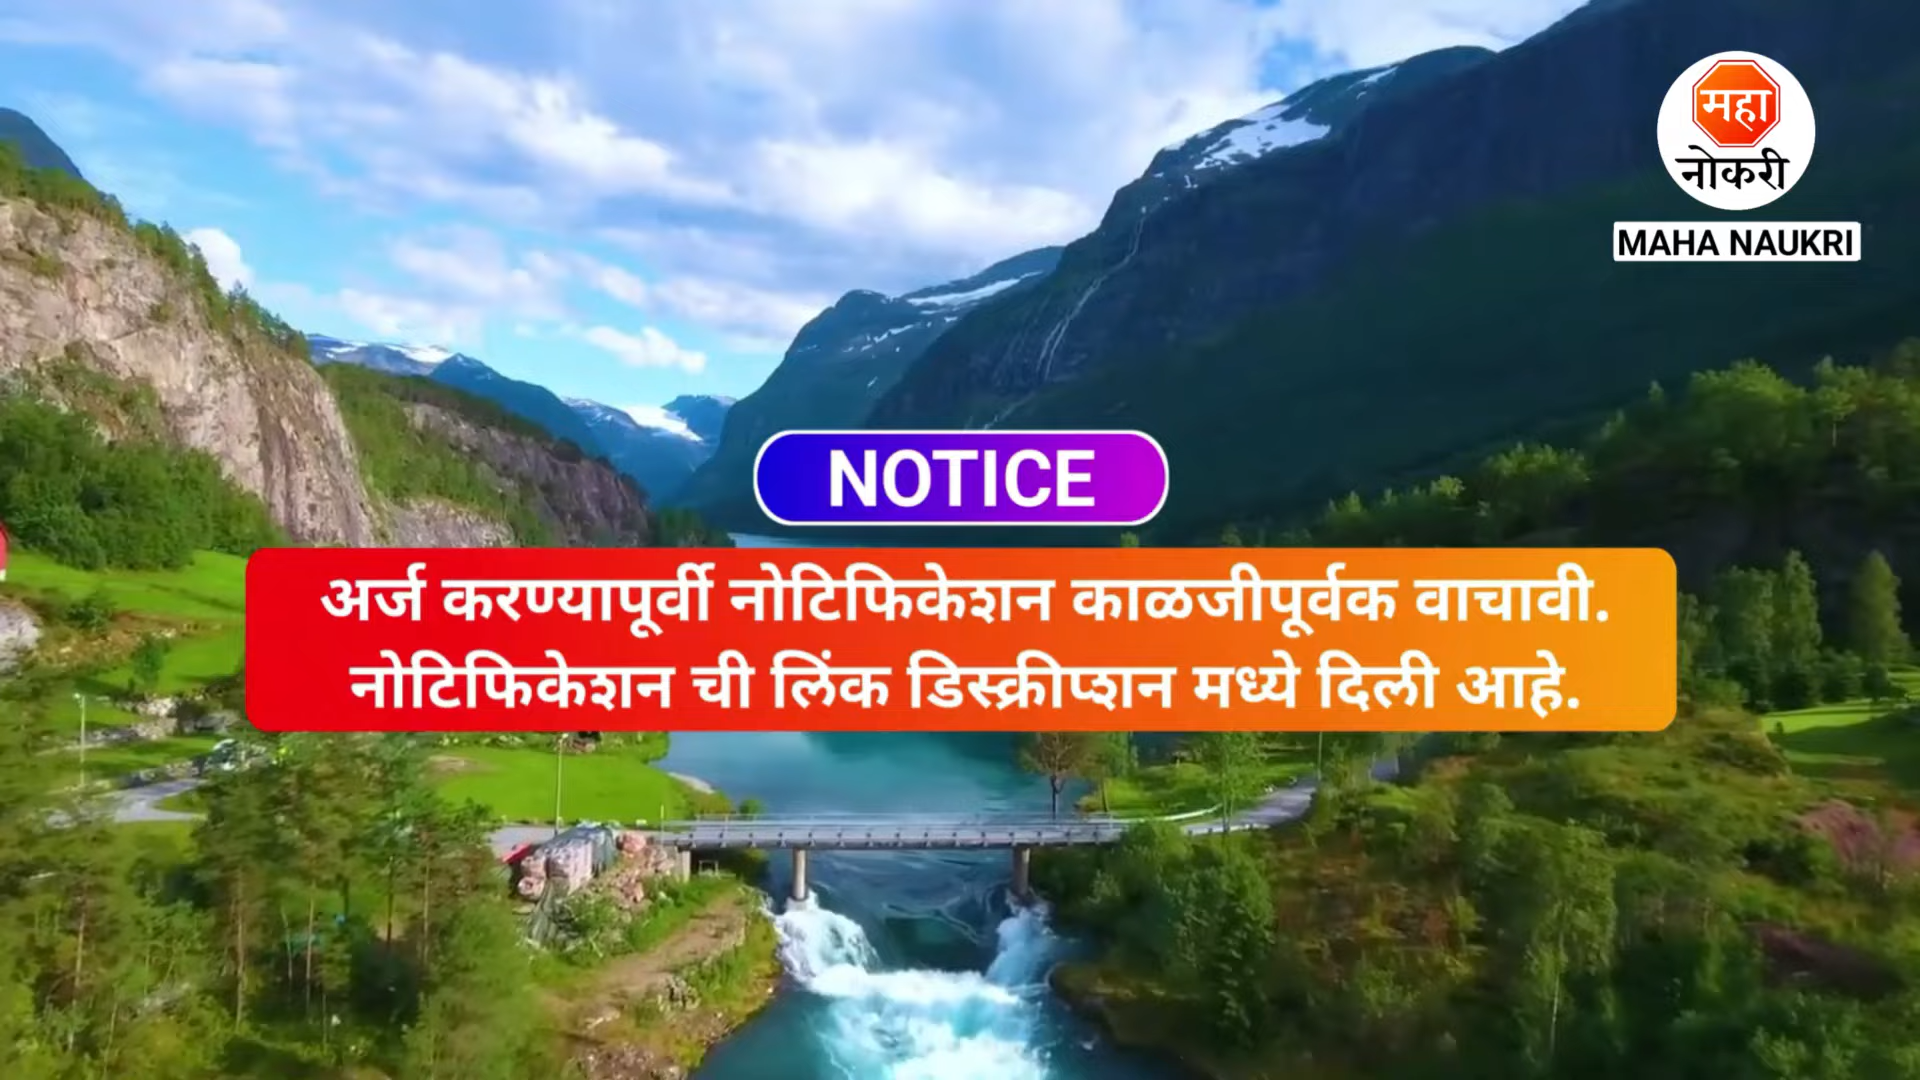 महा
नोकरी
MAHA NAUKRI
NOTICE
अर्ज करण्यापूर्वी नोटिफिकेशन काळजीपूर्वक वाचावी.
नोटिफिकेशन ची लिंक डिस्क्रीप्शन मध्ये दिली आहे.